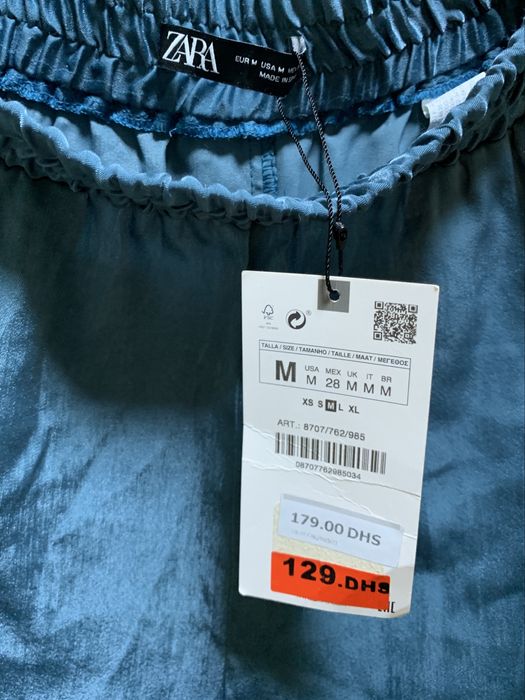 ZARA
EUR M USA M
MADE IN
FSC
TALLA / SIZE / TAMANHO / TAILLE / MAAT / ΜΕΓΕΘΟΣ
M
USA MEX UK IT BR
M 28 M M M
XS S M L XL
ART.: 8707/762/985
08707762985034
179.00 DHS
129.DHS